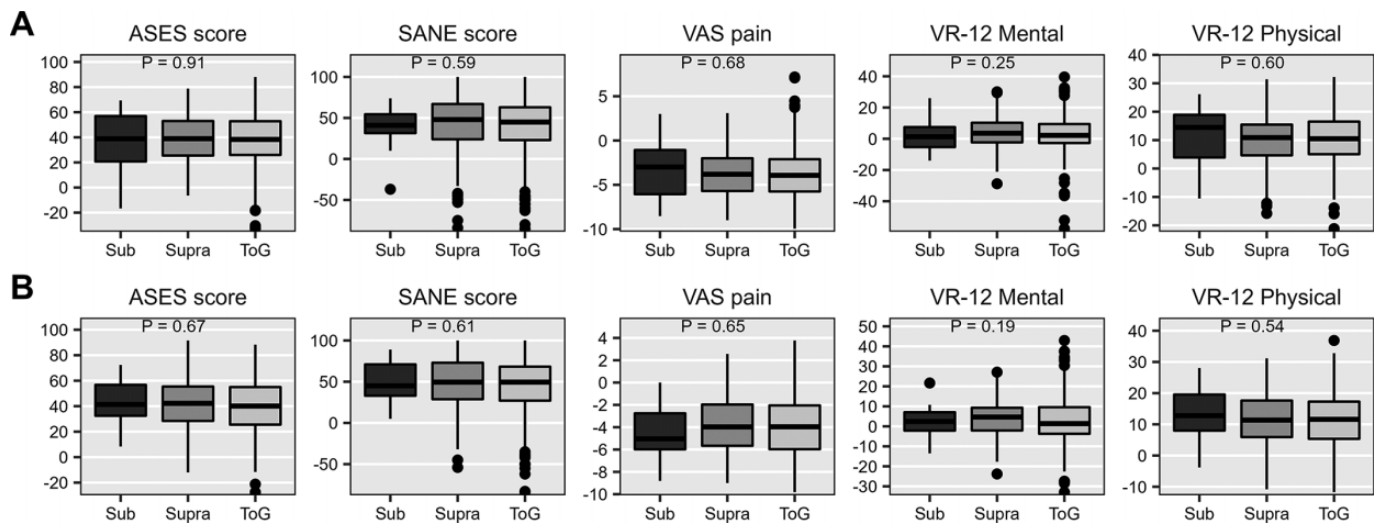 A
ASES score
P = 0.91
100
80
60
40
20
0
-20
Sub Supra ToG
SANE score
P = 0.59
100
50
0
-50
Sub Supra ToG
VAS pain
P = 0.68
5
0
-5
-10
Sub Supra ToG
VR-12 Mental
P = 0.25
40
20
0
-20
-40
Sub Supra ToG
VR-12 Physical
P = 0.60
40
30
20
10
0
-10
-20
Sub Supra ToG
B
ASES score
P = 0.67
100
80
60
40
20
0
-20
Sub Supra ToG
SANE score
P = 0.61
100
50
0
-50
Sub Supra ToG
VAS pain
P = 0.65
4
2
0
-2
-4
-6
-8
-10
Sub Supra ToG
VR-12 Mental
P = 0.19
50
40
30
20
10
0
-10
-20
-30
Sub Supra ToG
VR-12 Physical
P = 0.54
40
30
20
10
0
-10
Sub Supra ToG